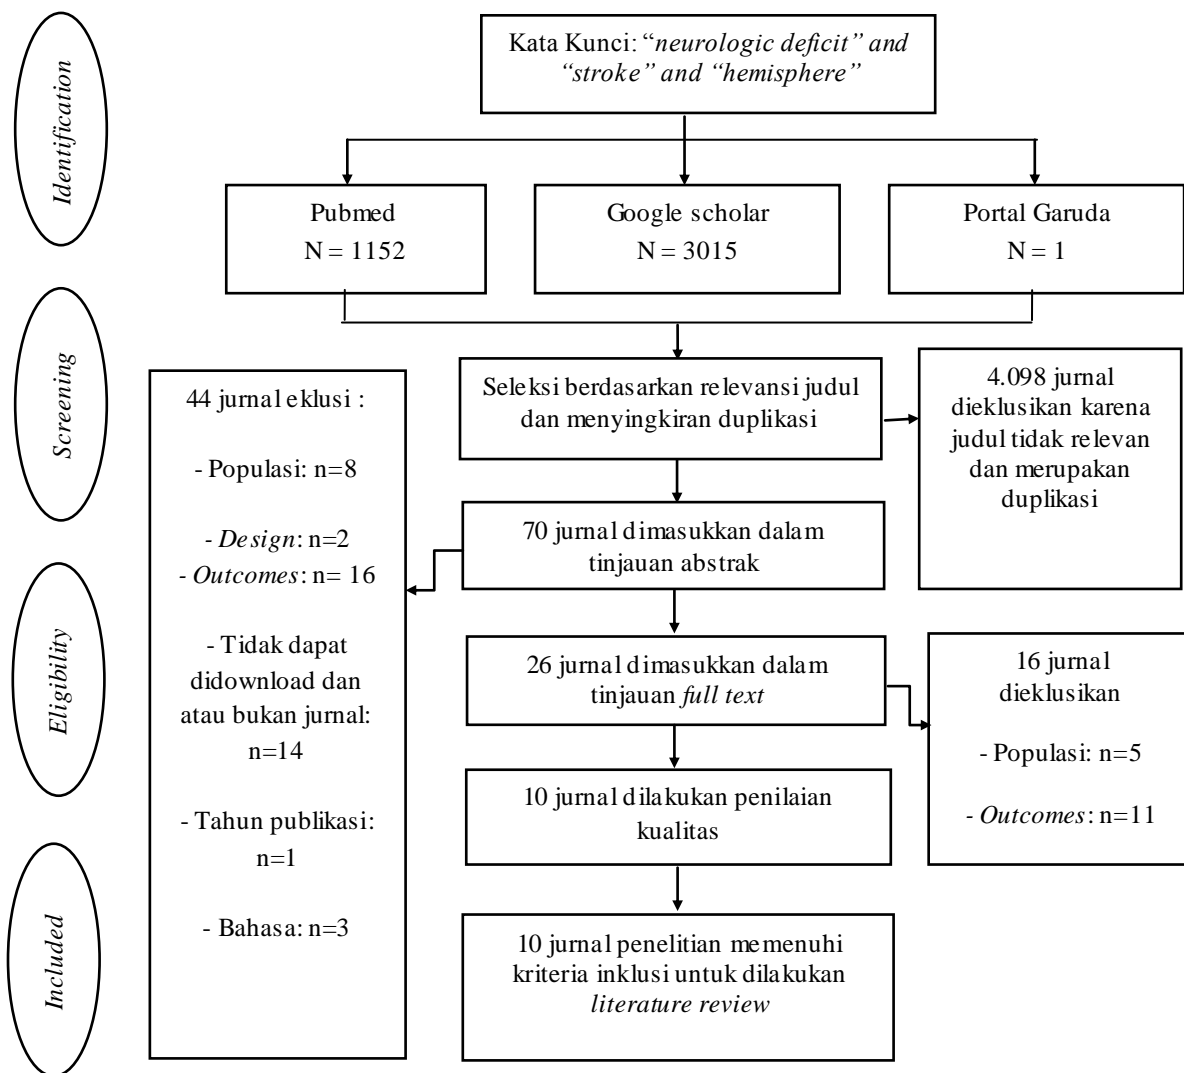 Identification
Kata Kunci: “neurologic deficit” and
“stroke” and “hemisphere”
Pubmed
N = 1152
Google scholar
N = 3015
Portal Garuda
N = 1
Screening
Seleksi berdasarkan relevansi judul
dan menyingkiran duplikasi
4.098 jurnal
dieklusikan karena
judul tidak relevan
dan merupakan
duplikasi
44 jurnal eklusi :
- Populasi: n=8
- Design: n=2
- Outcomes: n= 16
- Tidak dapat
didownload dan
atau bukan jurnal:
n=14
- Tahun publikasi:
n=1
- Bahasa: n=3
70 jurnal dimasukkan dalam
tinjauan abstrak
Eligibility
26 jurnal dimasukkan dalam
tinjauan full text
16 jurnal
dieklusikan
- Populasi: n=5
- Outcomes: n=11
10 jurnal dilakukan penilaian
kualitas
Included
10 jurnal penelitian memenuhi
kriteria inklusi untuk dilakukan
literature review